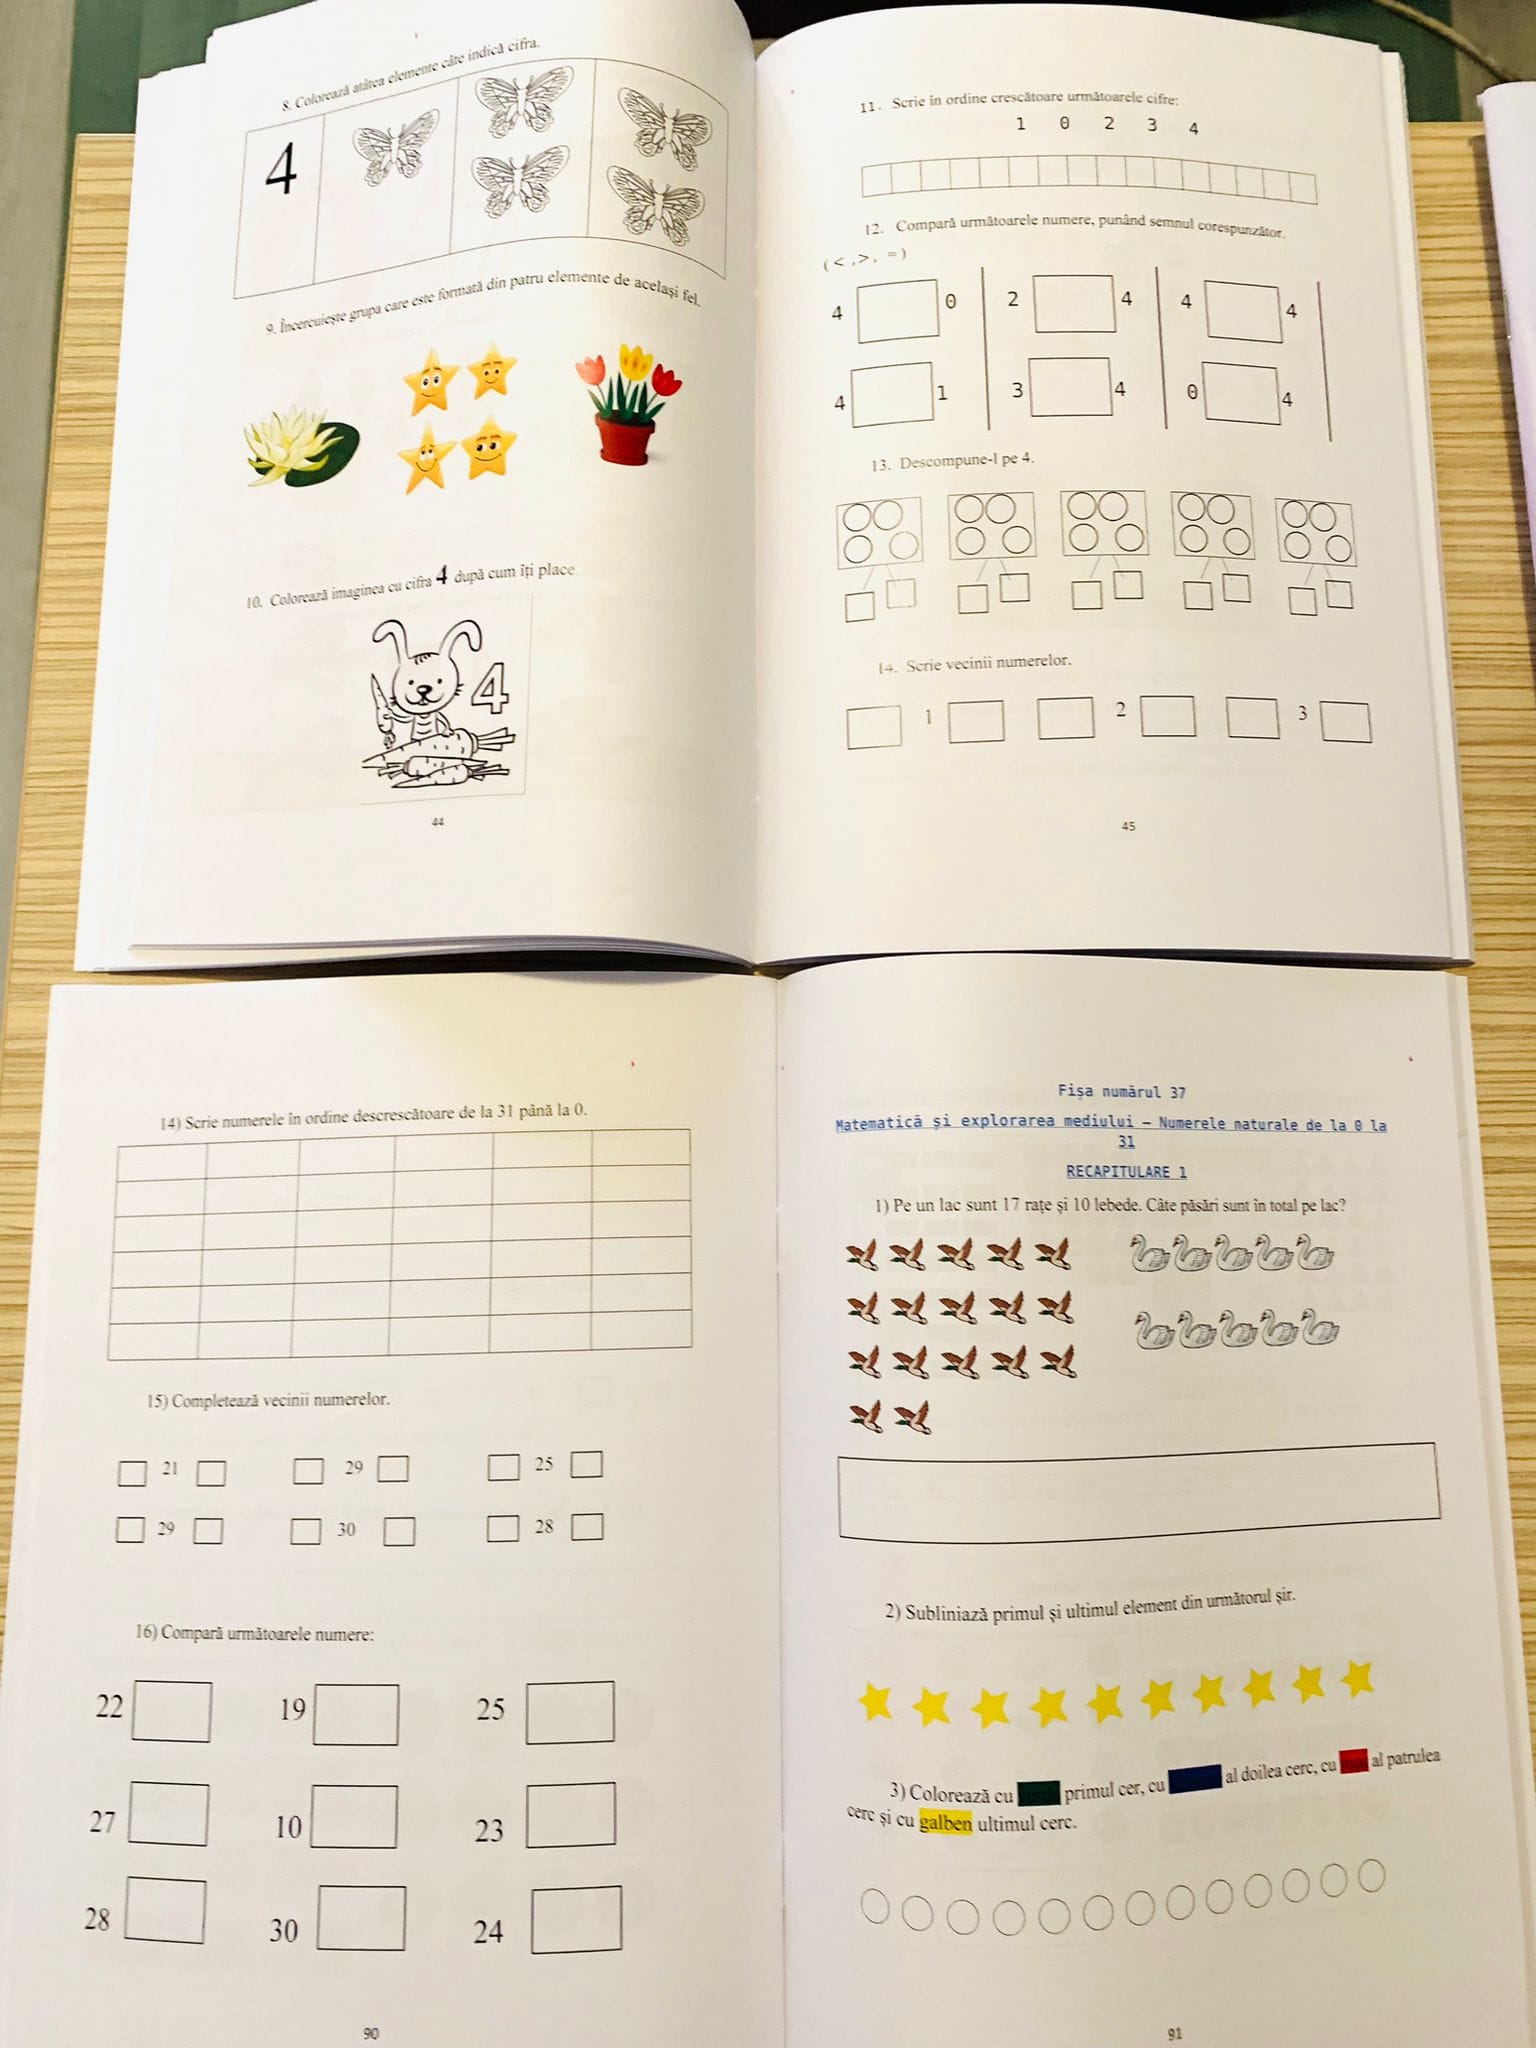 8. Colorează atâtea elemente câte indică cifra.
4
9. Încercuiește grupa care este formată din patru elemente de același fel.
10. Colorează imaginea cu cifra 4 după cum îți place.
4
44
11. Scrie în ordine crescătoare următoarele cifre:
1 0 2 3 4
12. Compară următoarele numere, punând semnul corespunzător.
( < , > , = )
4 0 2 4 4 4
4 1 3 4 0 4
13. Descompune-l pe 4.
14. Scrie vecinii numerelor.
1 2 3
45
14) Scrie numerele în ordine descrescătoare de la 31 până la 0.
15) Completează vecinii numerelor.
21 29 25
29 30 28
16) Compară următoarele numere:
22 19 25
27 10 23
28 30 24
90
Fișa numărul 37
Matematică și explorarea mediului – Numerele naturale de la 0 la
31
RECAPITULARE 1
1) Pe un lac sunt 17 rațe și 10 lebede. Câte păsări sunt în total pe lac?
2) Subliniază primul și ultimul element din următorul șir.
3) Colorează cu primul cer, cu al doilea cerc, cu al patrulea
cerc și cu galben ultimul cerc.
91